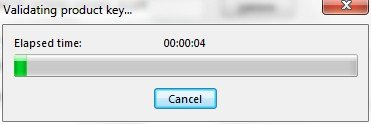 Validating product key...
Elapsed time: 00:00:04
Cancel